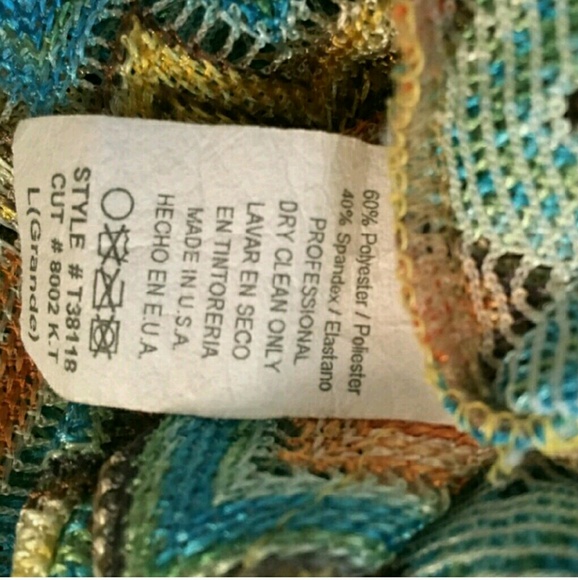 60% Polyester / Poliester
40% Spandex / Elastano
PROFESSIONAL
DRY CLEAN ONLY
LAVAR EN SECO
EN TINTORERIA
MADE IN U.S.A.
HECHO EN E.U.A.
STYLE # T38118
CUT # 8002 K.T
L(Grande)